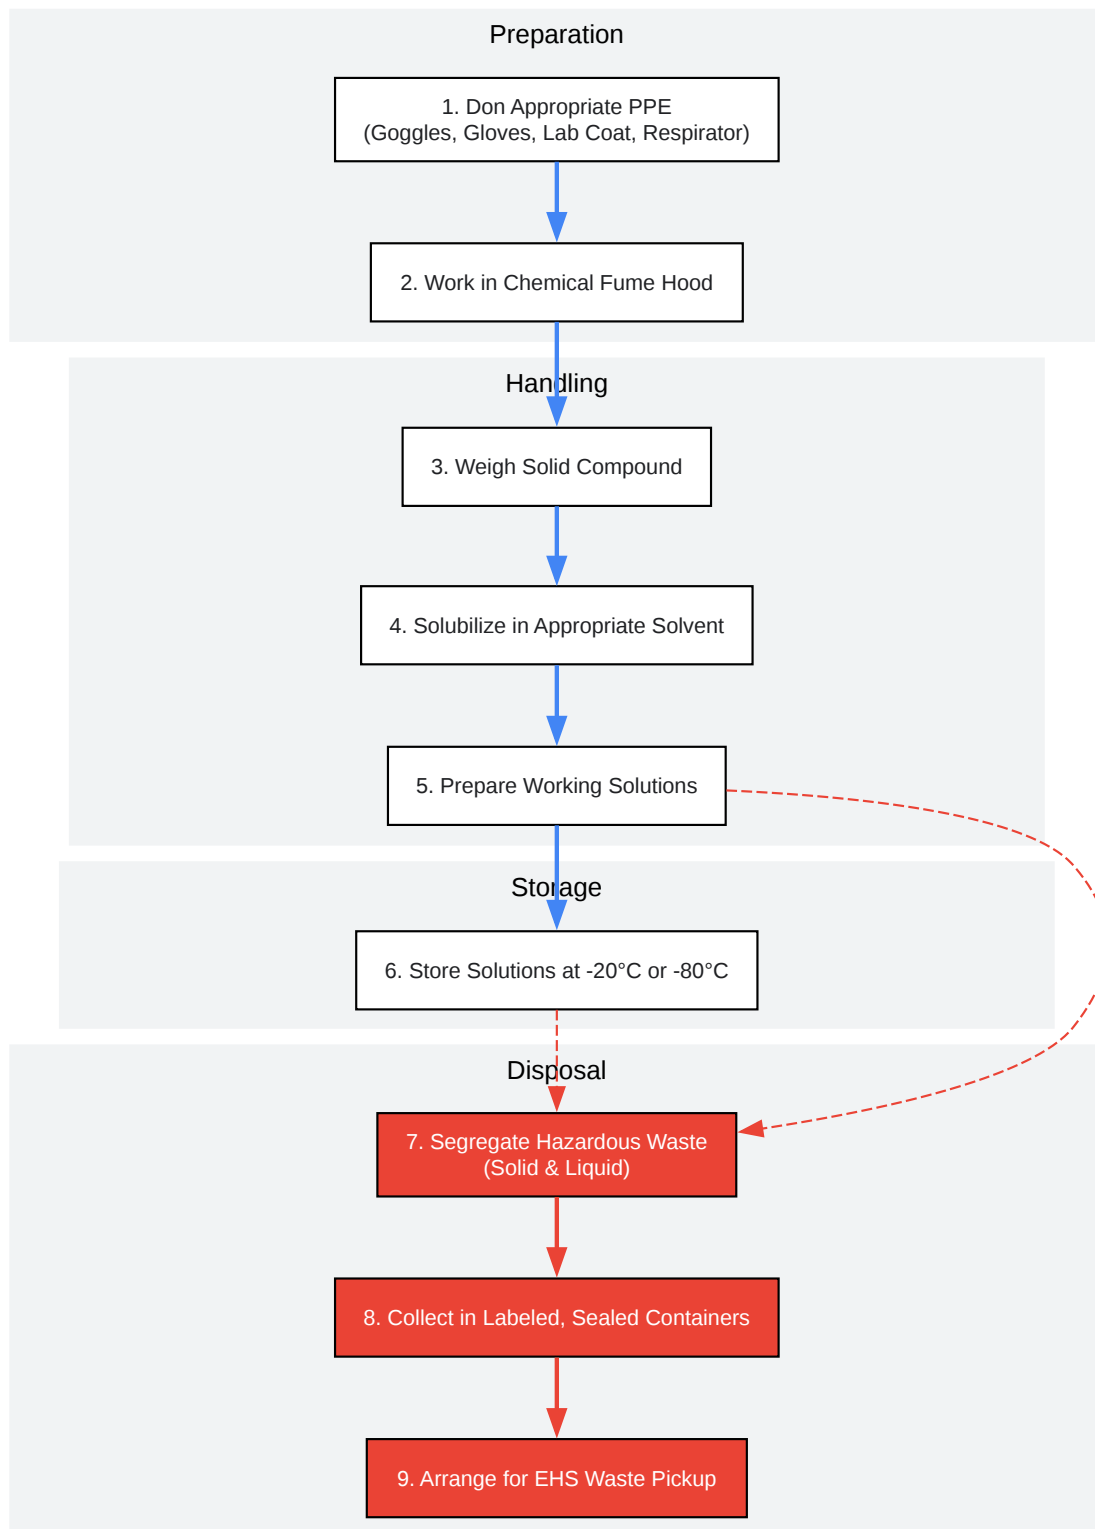 Preparation
1. Don Appropriate PPE
(Goggles, Gloves, Lab Coat, Respirator)
2. Work in Chemical Fume Hood
Handling
3. Weigh Solid Compound
4. Solubilize in Appropriate Solvent
5. Prepare Working Solutions
Storage
6. Store Solutions at -20°C or -80°C
Disposal
7. Segregate Hazardous Waste
(Solid & Liquid)
8. Collect in Labeled, Sealed Containers
9. Arrange for EHS Waste Pickup